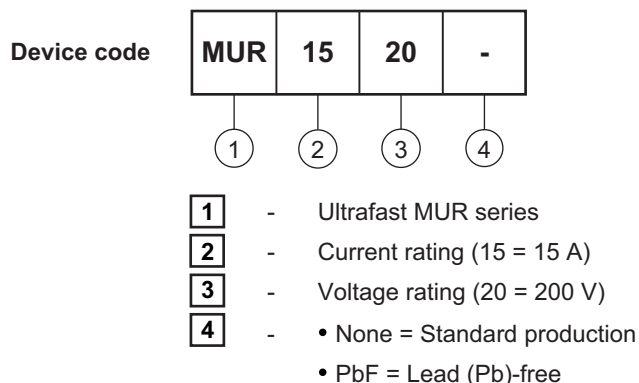 Device code MUR 15 20 -
1 2 3 4
1 - Ultrafast MUR series
2 - Current rating (15 = 15 A)
3 - Voltage rating (20 = 200 V)
4 - • None = Standard production
• PbF = Lead (Pb)-free